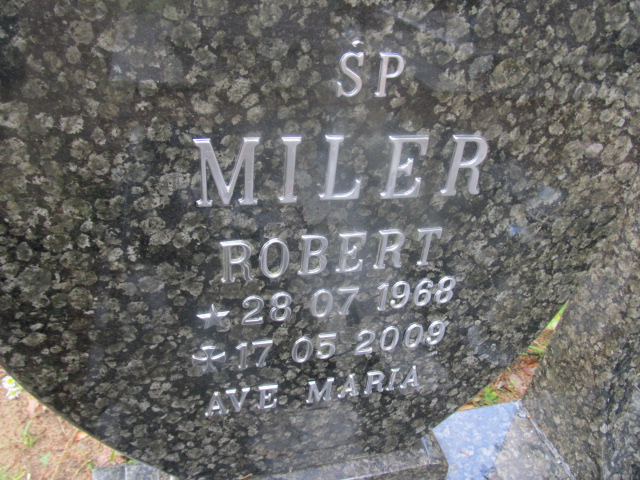 ŚP
MILER
ROBERT
★ 28 07 1968
✝ 17 05 2009
AVE MARIA